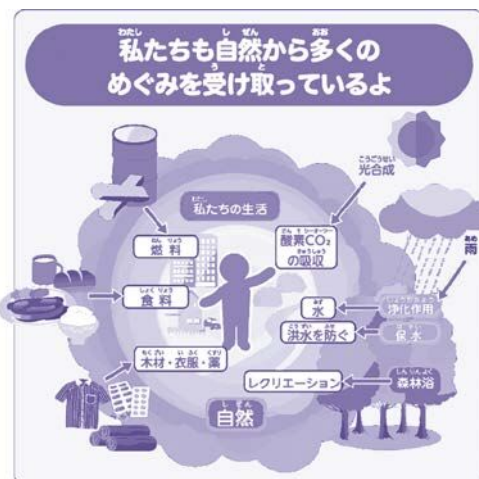 私たちも自然から多くの
めぐみを受け取っているよ
光合成
私たちの生活
燃料
酸素CO₂
の吸収
雨
食料
水
浄化作用
洪水を防ぐ
保水
木材・衣服・薬
レクリエーション
森林浴
自然